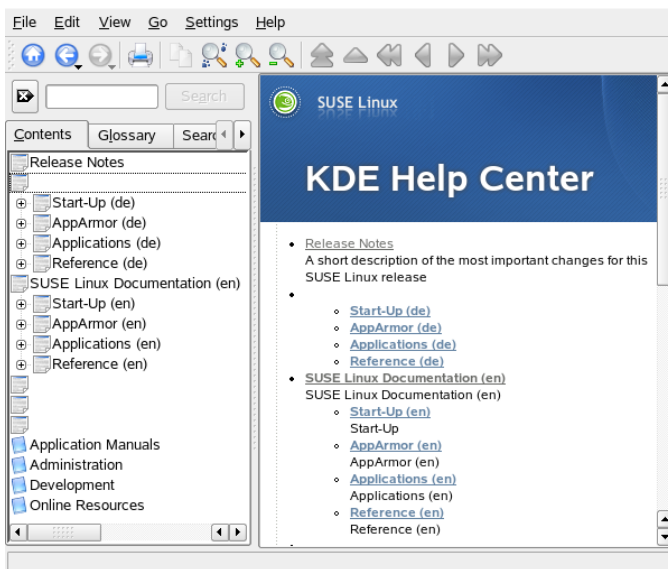 File Edit View Go Settings Help
Search
Contents Glossary Searc
Release Notes
Start-Up (de)
AppArmor (de)
Applications (de)
Reference (de)
SUSE Linux Documentation (en)
Start-Up (en)
AppArmor (en)
Applications (en)
Reference (en)
Application Manuals
Administration
Development
Online Resources
SUSE Linux
KDE Help Center
Release Notes
A short description of the most important changes for this
SUSE Linux release
Start-Up (de)
AppArmor (de)
Applications (de)
Reference (de)
SUSE Linux Documentation (en)
SUSE Linux Documentation (en)
Start-Up (en)
Start-Up
AppArmor (en)
AppArmor (en)
Applications (en)
Applications (en)
Reference (en)
Reference (en)